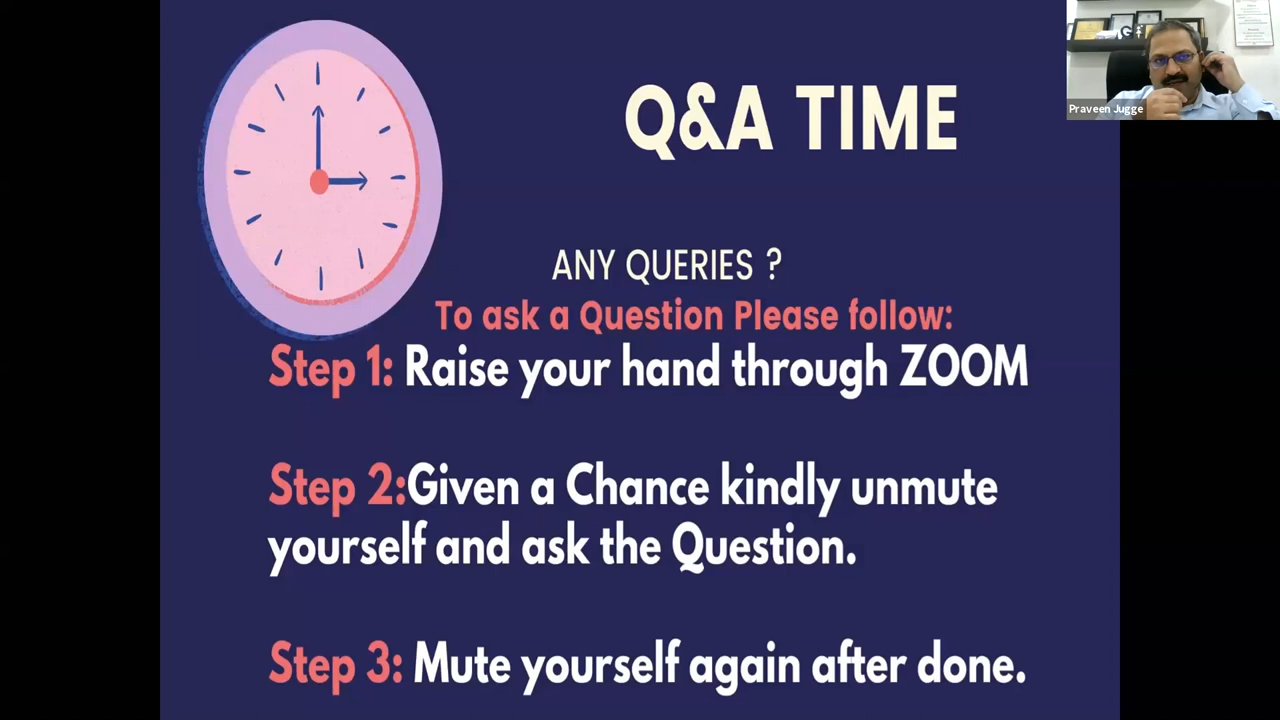 Q&A TIME
Praveen Jugge
ANY QUERIES ?
To ask a Question Please follow:
Step 1: Raise your hand through ZOOM
Step 2:Given a Chance kindly unmute
yourself and ask the Question.
Step 3: Mute yourself again after done.